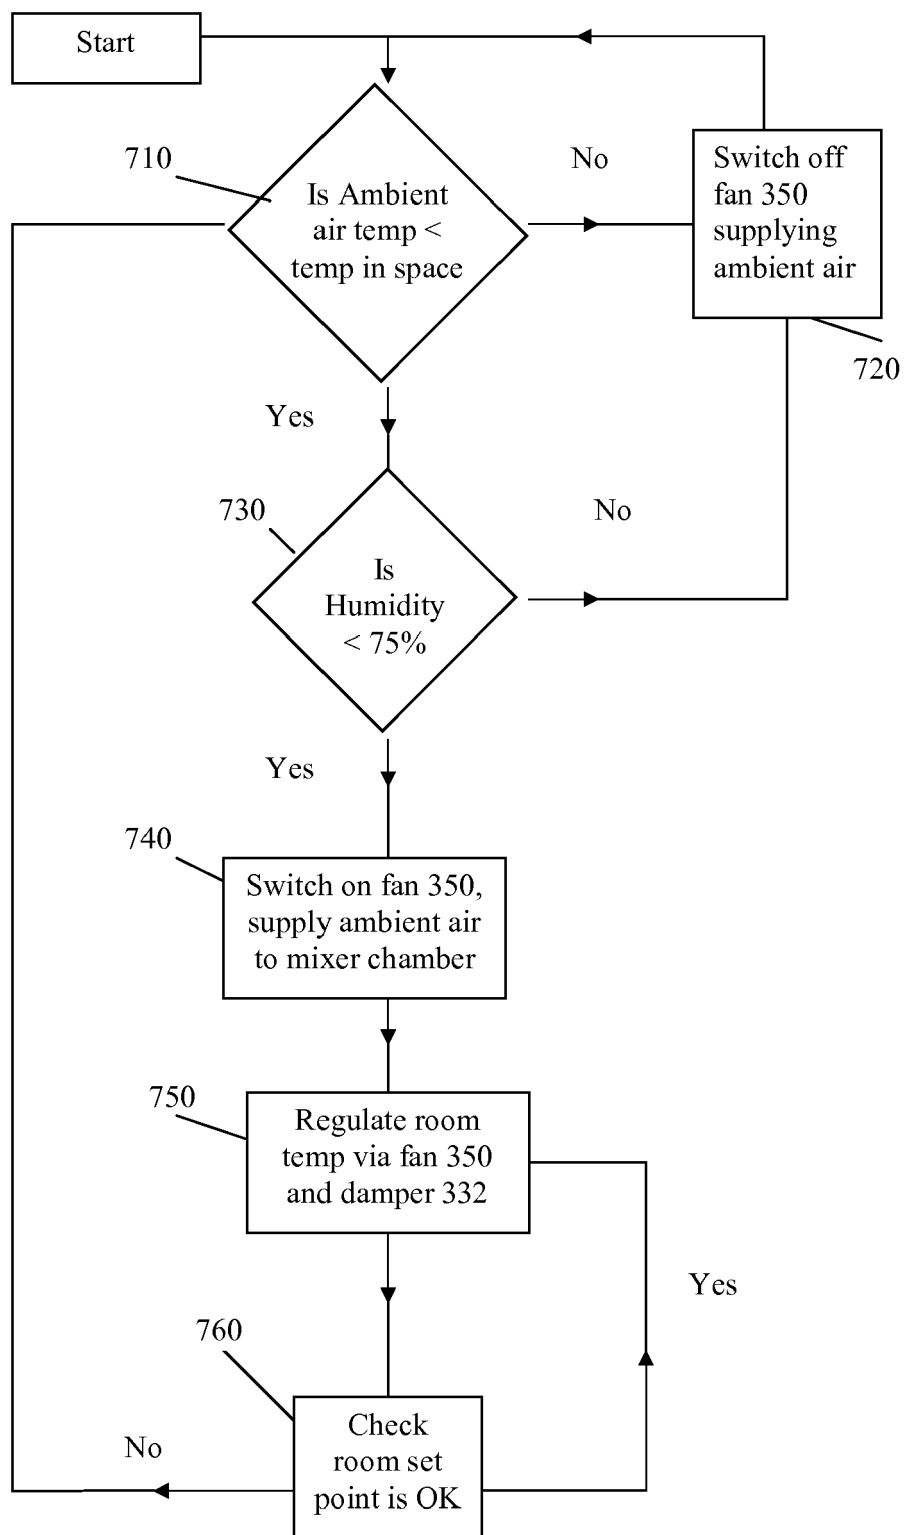 Start
710
Is Ambient
air temp <
temp in space
No
Switch off
fan 350
supplying
ambient air
720
Yes
730
Is
Humidity
< 75%
No
Yes
740
Switch on fan 350,
supply ambient air
to mixer chamber
750
Regulate room
temp via fan 350
and damper 332
Yes
760
Check
room set
point is OK
No